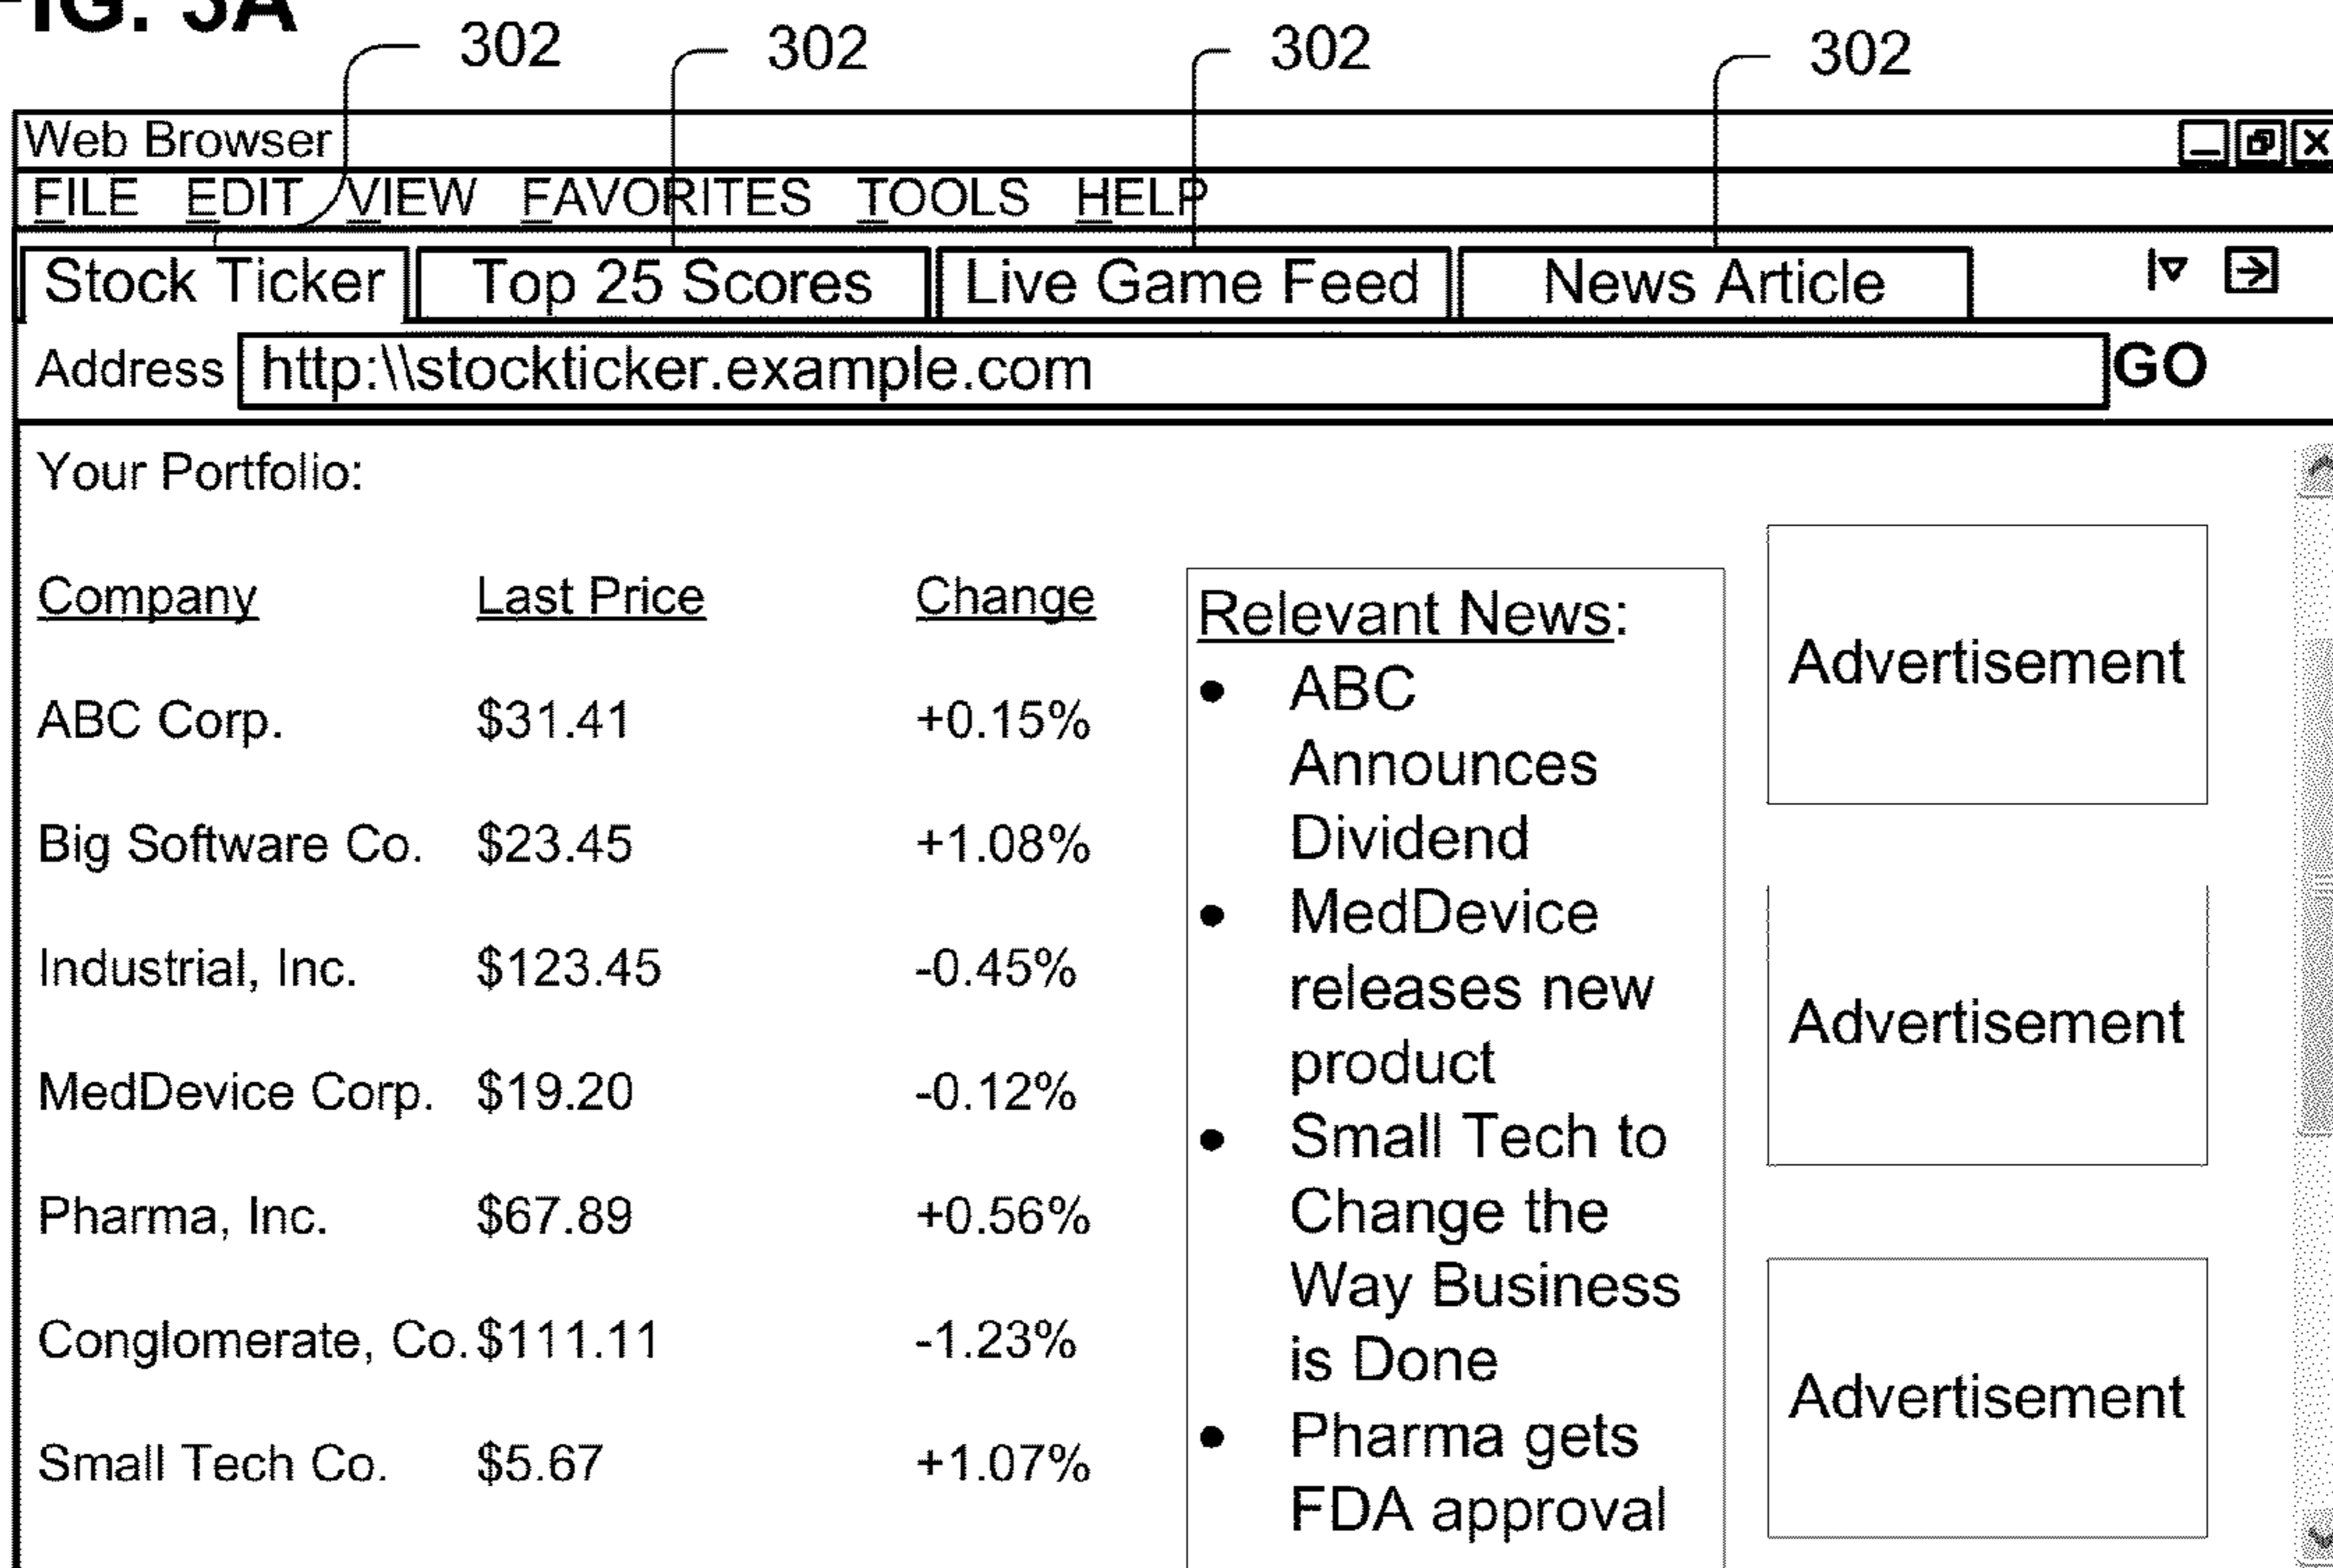 FIG. 3A
302 302 302 302
Web Browser
FILE EDIT VIEW FAVORITES TOOLS HELP
Stock Ticker Top 25 Scores Live Game Feed News Article
Address http:\\stockticker.example.com GO
Your Portfolio:
Company Last Price Change
ABC Corp. $31.41 +0.15%
Big Software Co. $23.45 +1.08%
Industrial, Inc. $123.45 -0.45%
MedDevice Corp. $19.20 -0.12%
Pharma, Inc. $67.89 +0.56%
Conglomerate, Co. $111.11 -1.23%
Small Tech Co. $5.67 +1.07%
Relevant News:
• ABC
Announces
Dividend
• MedDevice
releases new
product
• Small Tech to
Change the
Way Business
is Done
• Pharma gets
FDA approval
Advertisement
Advertisement
Advertisement